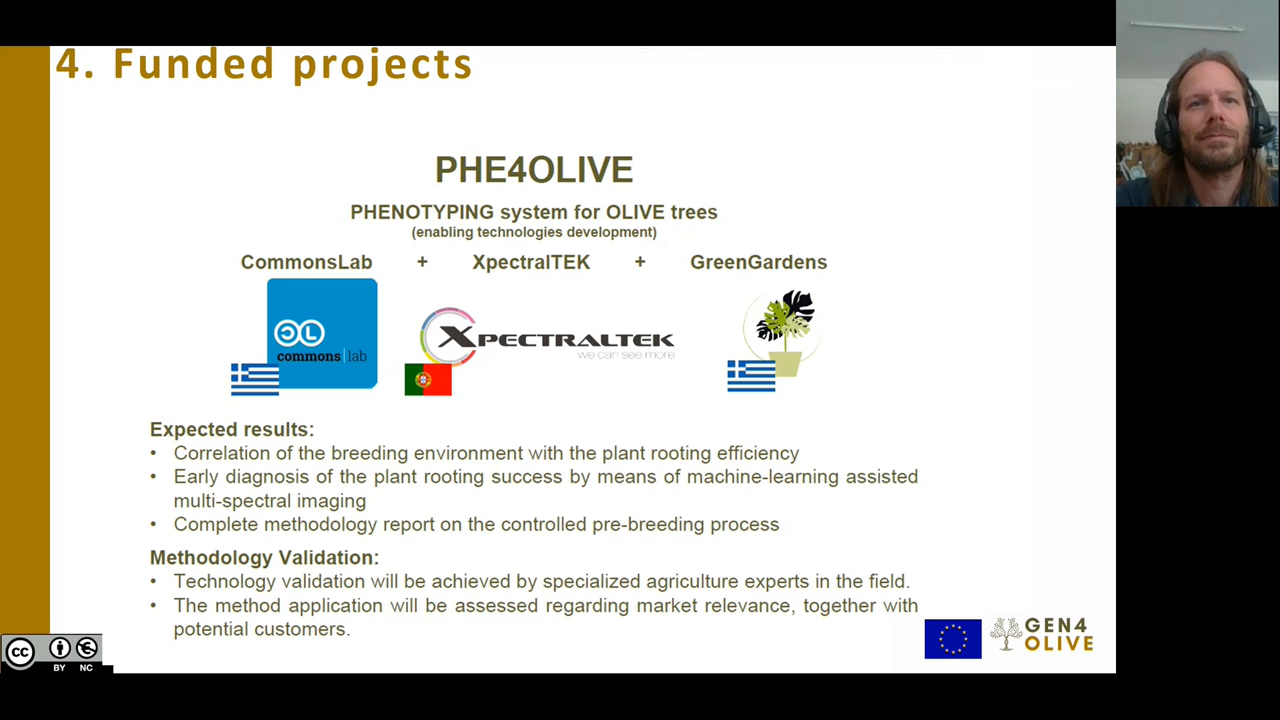 4. Funded projects
PHE4OLIVE
PHENOTYPING system for OLIVE trees
(enabling technologies development)
CommonsLab + XpectralTEK + GreenGardens
CL
commons|lab
XPECTRALTEK
we can see more
Expected results:
• Correlation of the breeding environment with the plant rooting efficiency
• Early diagnosis of the plant rooting success by means of machine-learning assisted
multi-spectral imaging
• Complete methodology report on the controlled pre-breeding process
Methodology Validation:
• Technology validation will be achieved by specialized agriculture experts in the field.
• The method application will be assessed regarding market relevance, together with
potential customers.
GEN4
OLIVE
cc
BY NC